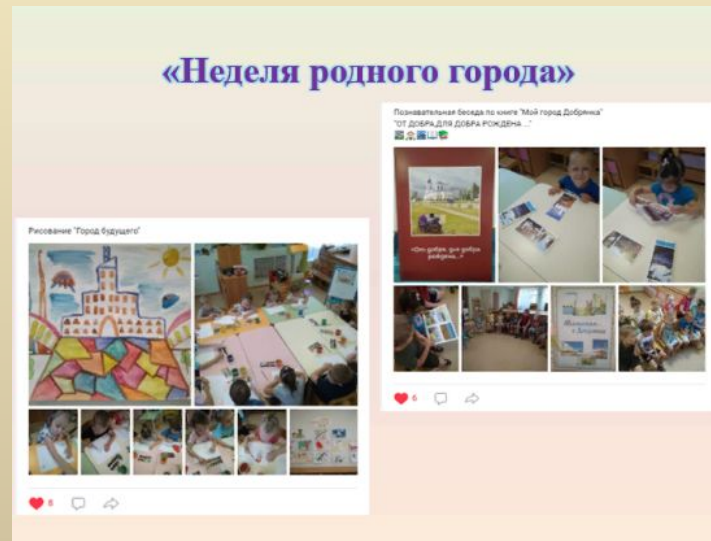 «Неделя родного города»
Познавательная беседа по книге "Мой город Добрянка"
"ОТ ДОБРА,ДЛЯ ДОБРА РОЖДЕНА ..."
«От добра, для добра
рождена...»
6
Рисование "Город будущего"
8